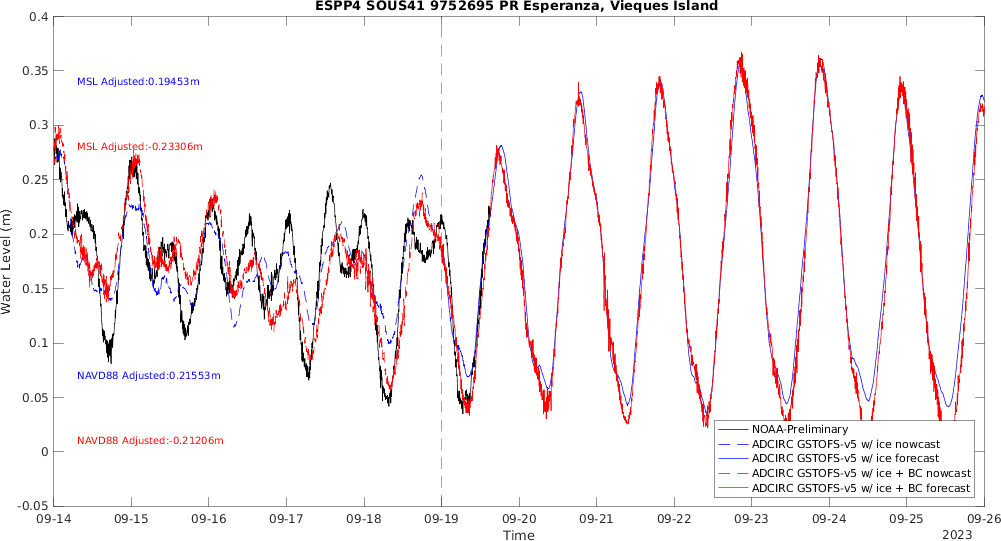 ESPP4 SOUS41 9752695 PR Esperanza, Vieques Island
0.4
0.35
0.3
0.25
0.2
0.15
0.1
0.05
0
-0.05
Water Level (m)
MSL Adjusted:0.19453m
MSL Adjusted:-0.23306m
NAVD88 Adjusted:0.21553m
NAVD88 Adjusted:-0.21206m
NOAA-Preliminary
ADCIRC GSTOFS-v5 w/ ice nowcast
ADCIRC GSTOFS-v5 w/ ice forecast
ADCIRC GSTOFS-v5 w/ ice + BC nowcast
ADCIRC GSTOFS-v5 w/ ice + BC forecast
09-14 09-15 09-16 09-17 09-18 09-19 09-20 09-21 09-22 09-23 09-24 09-25 09-26
Time
2023